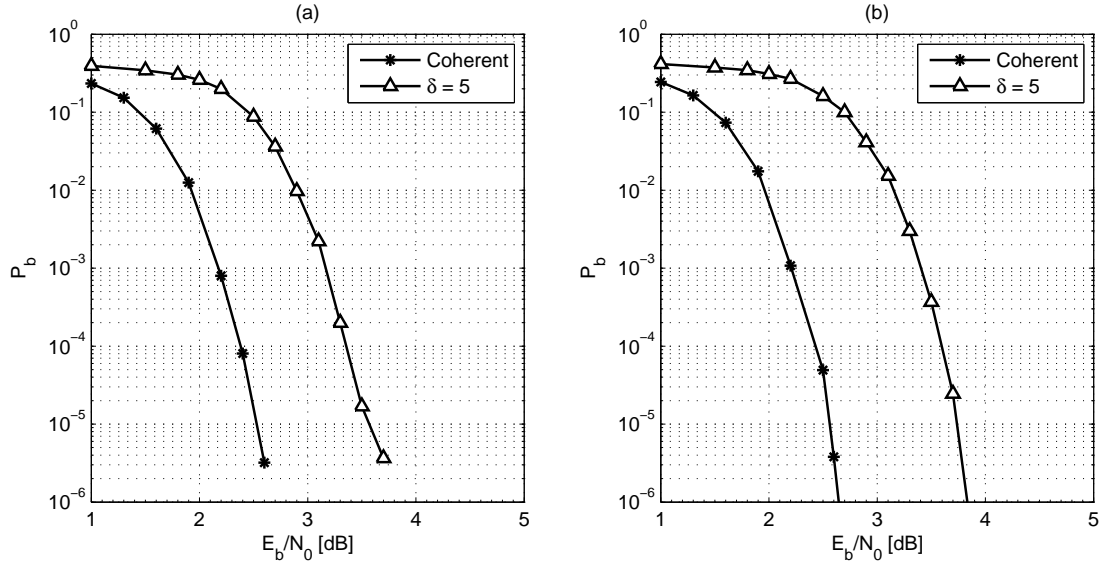 (a)
10^0
10^-1
10^-2
10^-3
10^-4
10^-5
10^-6
P_b
1 2 3 4 5
E_b/N_0 [dB]
Coherent
δ = 5
(b)
10^0
10^-1
10^-2
10^-3
10^-4
10^-5
10^-6
P_b
1 2 3 4 5
E_b/N_0 [dB]
Coherent
δ = 5